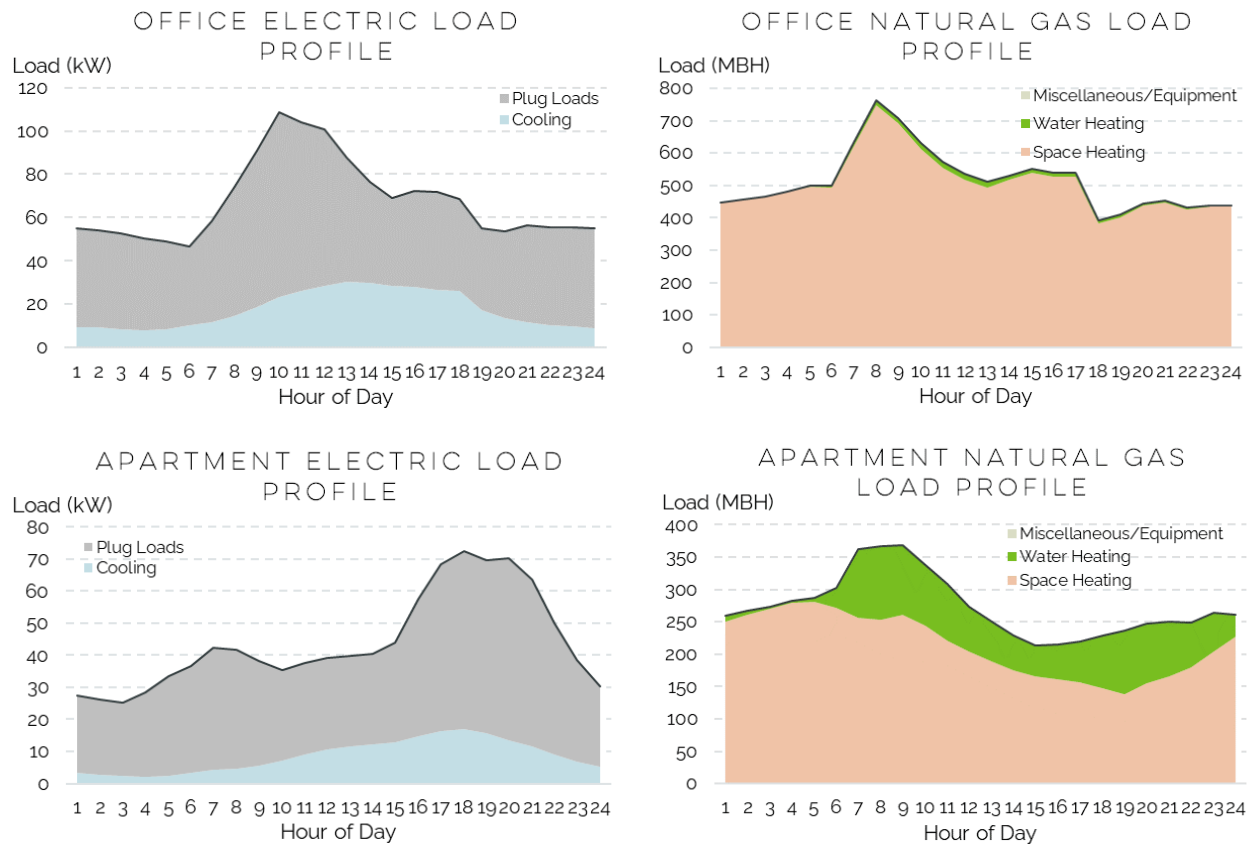 OFFICE ELECTRIC LOAD
PROFILE
Load (kW)
120
100
80
60
40
20
0
Plug Loads
Cooling
1 2 3 4 5 6 7 8 9 10 11 12 13 14 15 16 17 18 19 20 21 22 23 24
Hour of Day
OFFICE NATURAL GAS LOAD
PROFILE
Load (MBH)
800
700
600
500
400
300
200
100
0
Miscellaneous/Equipment
Water Heating
Space Heating
1 2 3 4 5 6 7 8 9 10 11 12 13 14 15 16 17 18 19 20 21 22 23 24
Hour of Day
APARTMENT ELECTRIC LOAD
PROFILE
Load (kW)
80
70
60
50
40
30
20
10
0
Plug Loads
Cooling
1 2 3 4 5 6 7 8 9 10 11 12 13 14 15 16 17 18 19 20 21 22 23 24
Hour of Day
APARTMENT NATURAL GAS
LOAD PROFILE
Load (MBH)
400
350
300
250
200
150
100
50
0
Miscellaneous/Equipment
Water Heating
Space Heating
1 2 3 4 5 6 7 8 9 10 11 12 13 14 15 16 17 18 19 20 21 22 23 24
Hour of Day